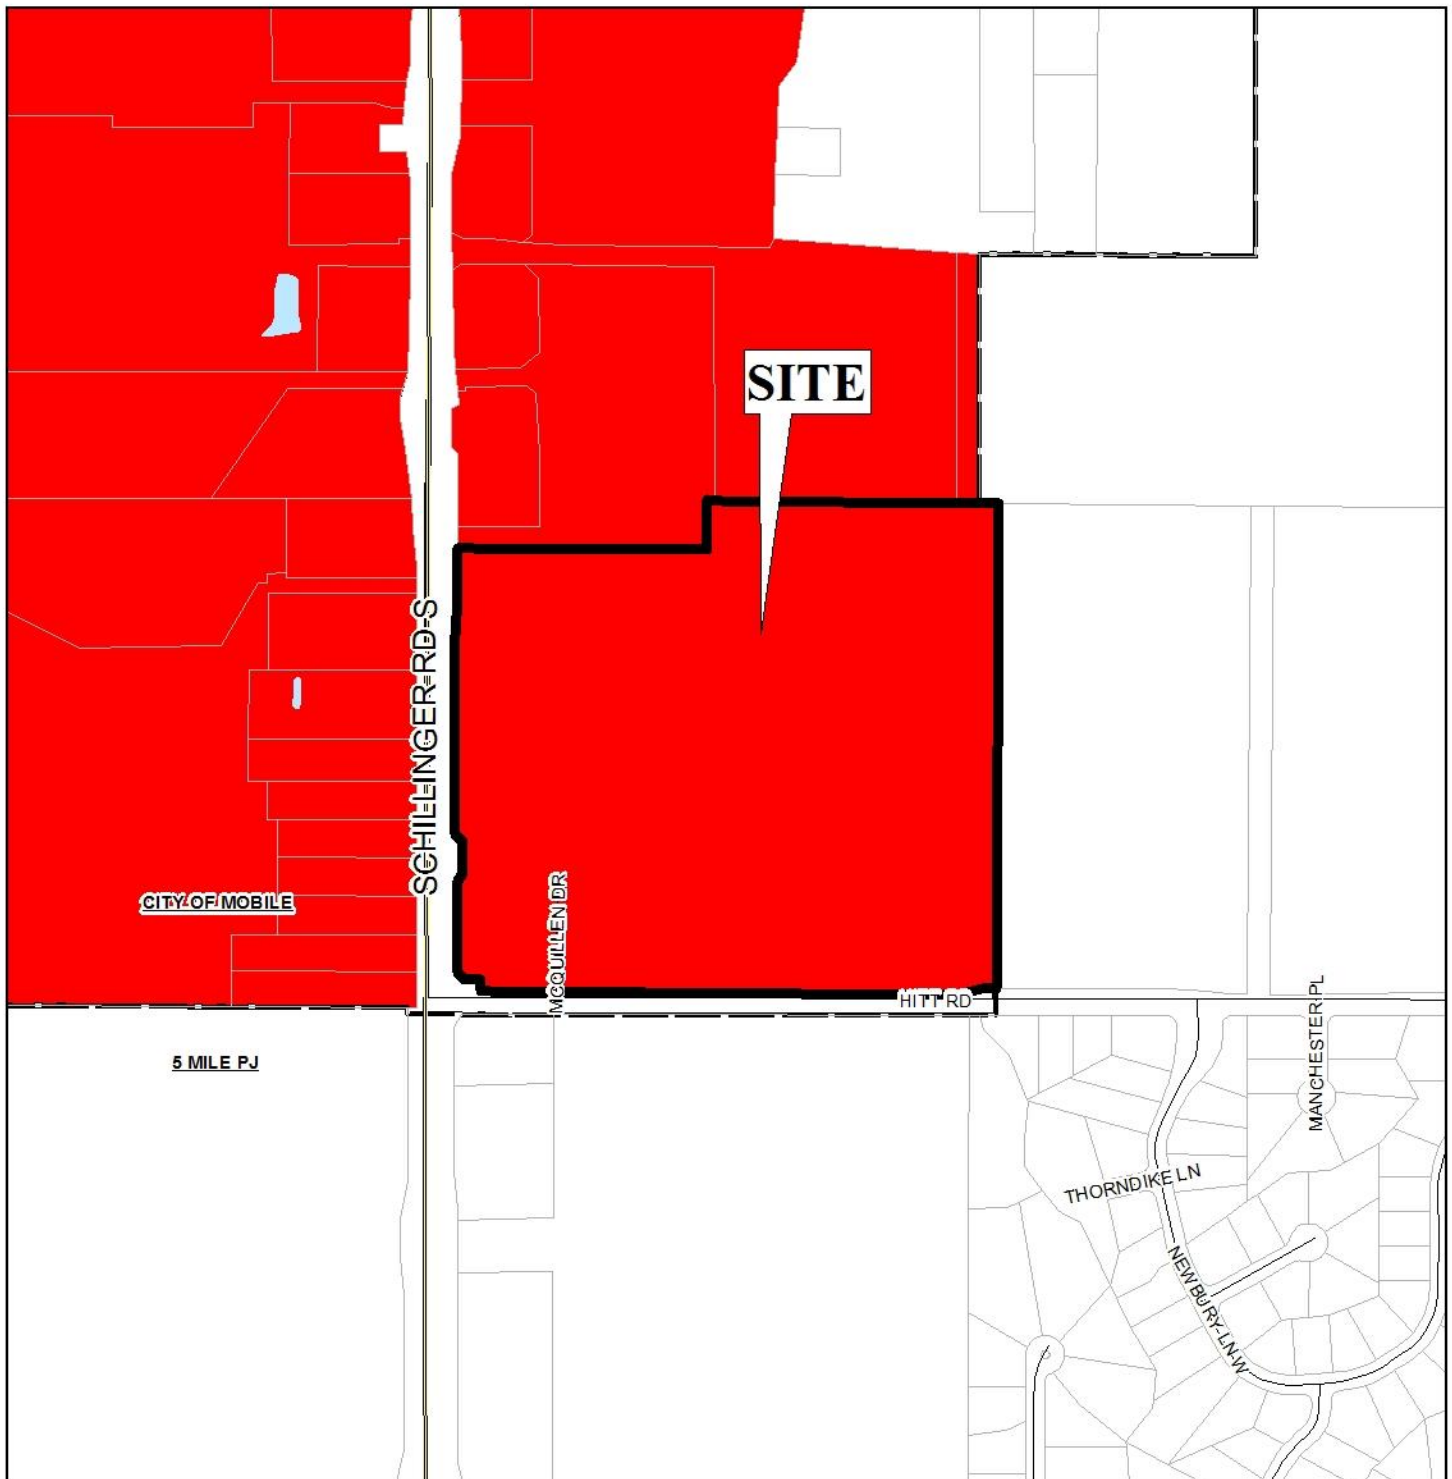 SITE
SCHILLINGER RD S
CITY OF MOBILE
MCQUILLEN DR
HITT RD
5 MILE PJ
MANCHESTER PL
THORNDIKE LN
NEWBURY LN W